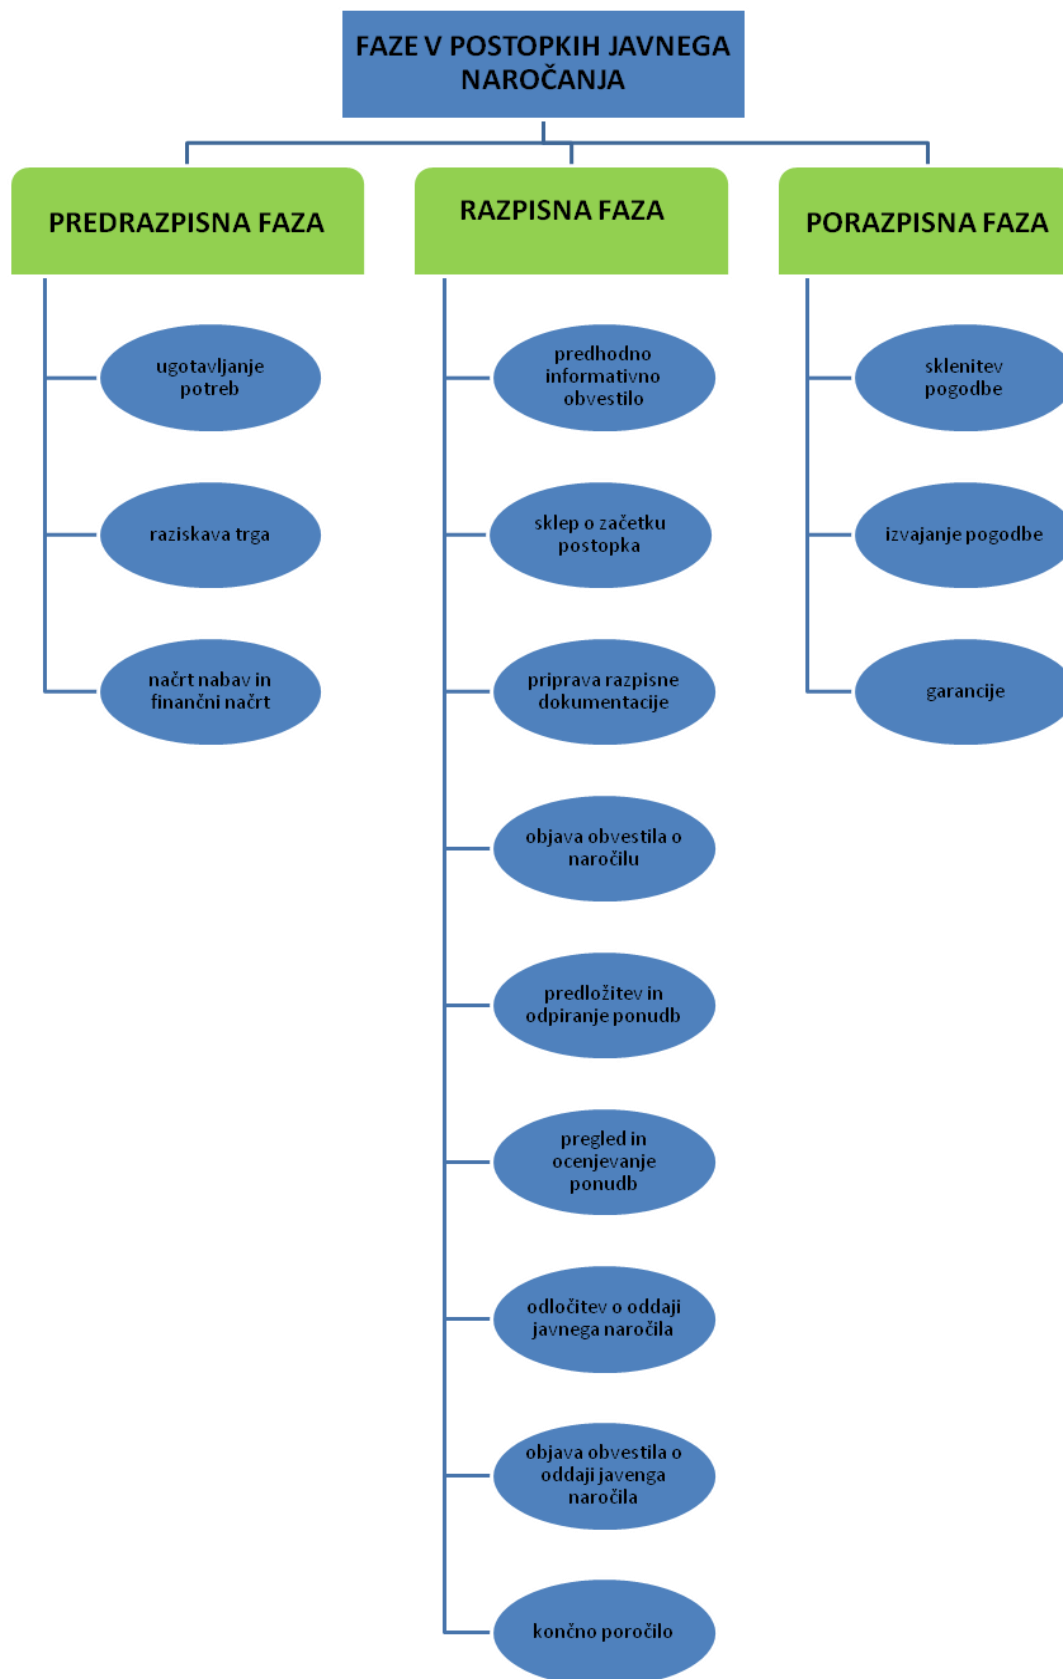 FAZE V POSTOPKIH JAVNEGA
NAROČANJA
PREDRAZPISNA FAZA
ugotavljanje
potreb
raziskava trga
načrt nabav in
finančni načrt
RAZPISNA FAZA
predhodno
informativno
obvestilo
sklep o začetku
postopka
priprava razpisne
dokumentacije
objava obvestila o
naročilu
predložitev in
odpiranje ponudb
pregled in
ocenjevanje
ponudb
odločitev o oddaji
javnega naročila
objava obvestila o
oddaji javenga
naročila
končno poročilo
PORAZPISNA FAZA
sklenitev
pogodbe
izvajanje pogodbe
garancije